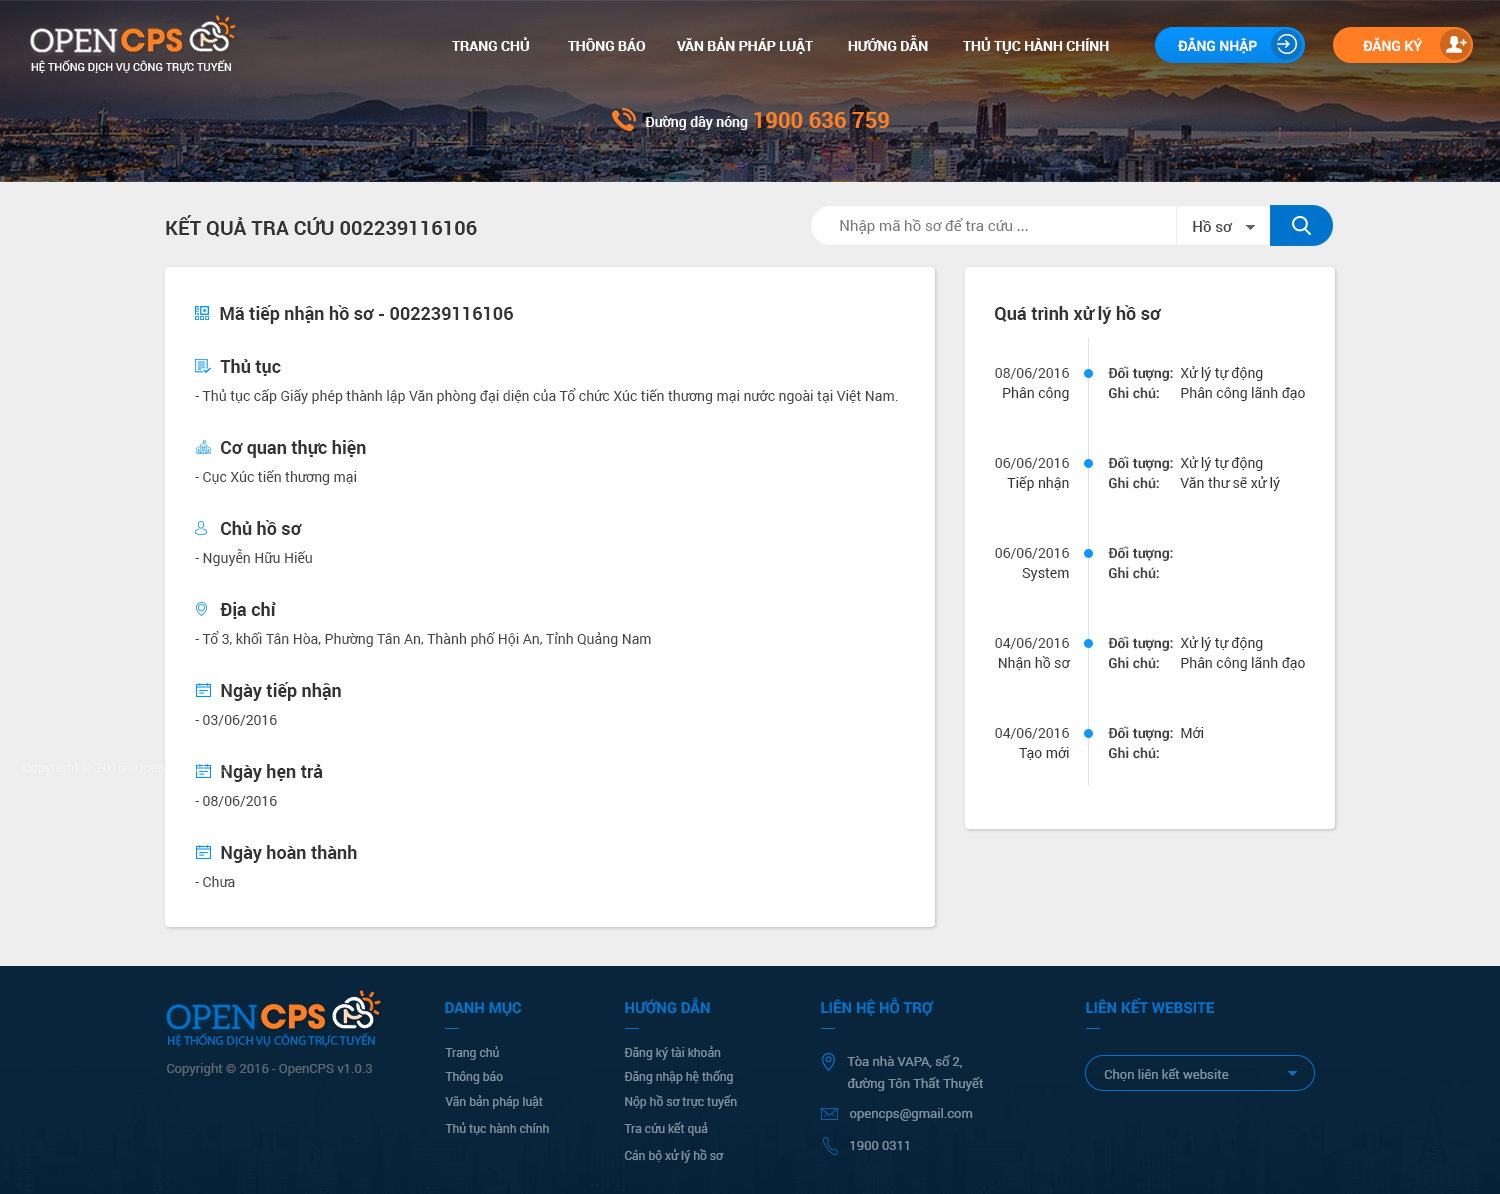 OPENCPS
HỆ THỐNG DỊCH VỤ CÔNG TRỰC TUYẾN
TRANG CHỦ
THÔNG BÁO
VĂN BẢN PHÁP LUẬT
HƯỚNG DẪN
THỦ TỤC HÀNH CHÍNH
ĐĂNG NHẬP
ĐĂNG KÝ
Đường dây nóng 1900 636 759
KẾT QUẢ TRA CỨU 002239116106
Nhập mã hồ sơ để tra cứu ...
Hồ sơ
Mã tiếp nhận hồ sơ - 002239116106
Thủ tục
- Thủ tục cấp Giấy phép thành lập Văn phòng đại diện của Tổ chức Xúc tiến thương mại nước ngoài tại Việt Nam.
Cơ quan thực hiện
- Cục Xúc tiến thương mại
Chủ hồ sơ
- Nguyễn Hữu Hiếu
Địa chỉ
- Tổ 3, khối Tân Hòa, Phường Tân An, Thành phố Hội An, Tỉnh Quảng Nam
Ngày tiếp nhận
- 03/06/2016
Ngày hẹn trả
- 08/06/2016
Ngày hoàn thành
- Chưa
Quá trình xử lý hồ sơ
08/06/2016 Đối tượng: Xử lý tự động
Phân công Ghi chú: Phân công lãnh đạo
06/06/2016 Đối tượng: Xử lý tự động
Tiếp nhận Ghi chú: Văn thư sẽ xử lý
06/06/2016 Đối tượng:
System Ghi chú:
04/06/2016 Đối tượng: Xử lý tự động
Nhận hồ sơ Ghi chú: Phân công lãnh đạo
04/06/2016 Đối tượng: Mới
Tạo mới Ghi chú:
Copyright © 2016 - Open
OPENCPS
HỆ THỐNG DỊCH VỤ CÔNG TRỰC TUYẾN
Copyright © 2016 - OpenCPS v1.0.3
DANH MỤC
Trang chủ
Thông báo
Văn bản pháp luật
Thủ tục hành chính
HƯỚNG DẪN
Đăng ký tài khoản
Đăng nhập hệ thống
Nộp hồ sơ trực tuyến
Tra cứu kết quả
Cán bộ xử lý hồ sơ
LIÊN HỆ HỖ TRỢ
Tòa nhà VAPA, số 2,
đường Tôn Thất Thuyết
opencps@gmail.com
1900 0311
LIÊN KẾT WEBSITE
Chọn liên kết website